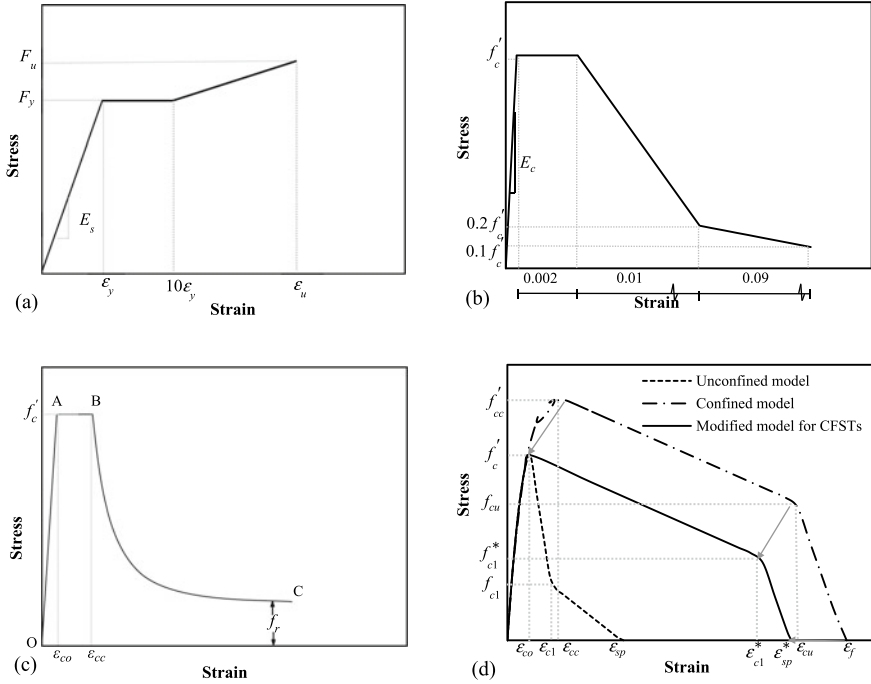 F_u
F_y
Stress
E_s
ε_y
10ε_y
ε_u
Strain
(a)
f'_c
Stress
E_c
0.2 f'_c
0.1 f'_c
0.002
0.01
0.09
Strain
(b)
f'_c
A
B
Stress
C
f_r
O
ε_co
ε_cc
Strain
(c)
Unconfined model
Confined model
Modified model for CFSTs
f'_cc
f'_c
f_cu
f*_c1
f_c1
Stress
ε_co
ε_c1
ε_cc
ε_sp
ε*_c1
ε*_sp
ε_cu
ε_f
Strain
(d)